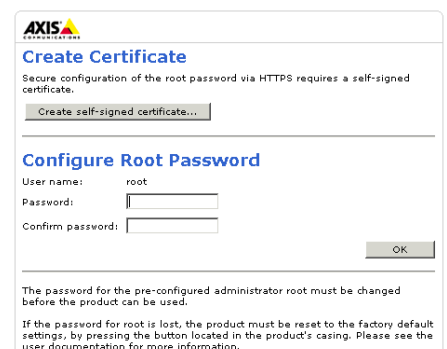 AXIS
COMMUNICATIONS
Create Certificate
Secure configuration of the root password via HTTPS requires a self-signed
certificate.
Create self-signed certificate...
Configure Root Password
User name: root
Password:
Confirm password:
OK
The password for the pre-configured administrator root must be changed
before the product can be used.
If the password for root is lost, the product must be reset to the factory default
settings, by pressing the button located in the product's casing. Please see the
user documentation for more information.